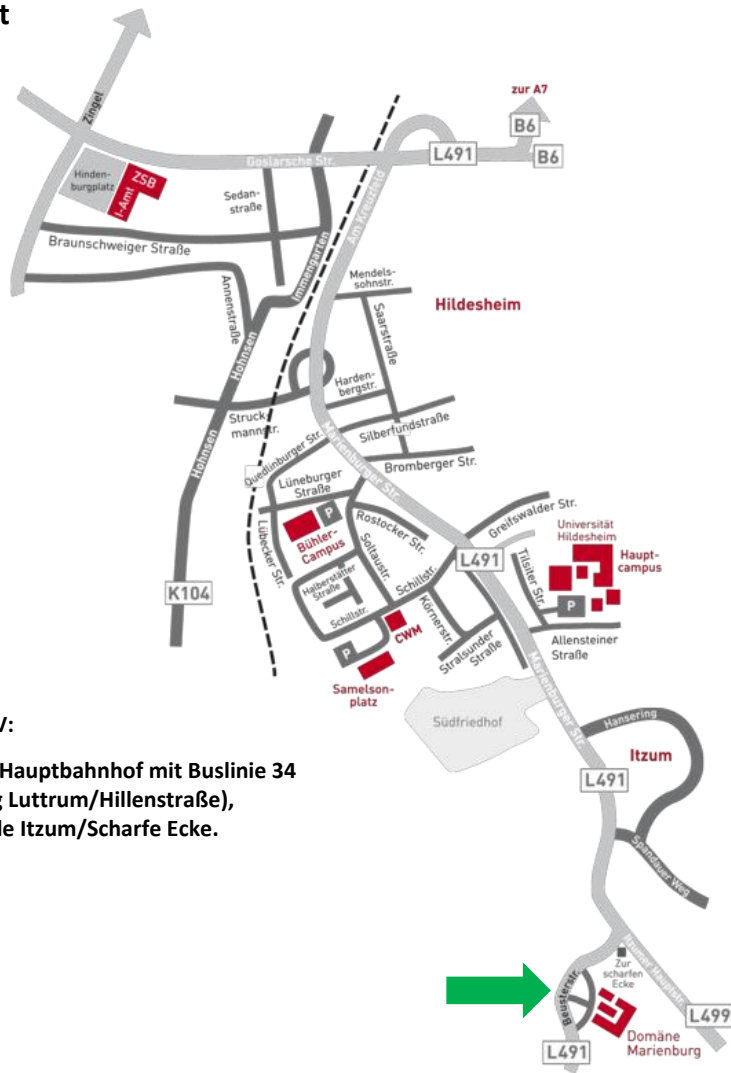 t
Zingel
zur A7
B6
L491
B6
Goslarsche Str.
Hinden-
burgplatz
ZSB
I-Amt
Sedan-
straße
Am Kreuzfeld
Braunschweiger Straße
Immengarten
Annenstraße
Mendels-
sohnstr.
Hildesheim
Saarstraße
Hohnsen
Harden-
bergstr.
Struck-
mannstr.
Silberfundstraße
Marienburger Str.
Quedlinburger Str.
Bromberger Str.
Hohnsen
Lüneburger
Straße
P
Rostocker Str.
Greifswalder Str.
Bühler-
Campus
Lübecker Str.
Soltaustr.
Universität
Hildesheim
Haupt-
campus
L491
Tilsiter Str.
K104
Halberstätter
Straße
Schillstr.
P
Schillstr.
Körnerstr.
CWM
Stralsunder
Straße
Allensteiner
Straße
P
Samelson-
platz
Marienburger Str.
Südfriedhof
Hansering
V:
Itzum
Hauptbahnhof mit Buslinie 34
g Luttrum/Hillenstraße),
le Itzum/Scharfe Ecke.
L491
Spandauer Weg
Itzumer Hauptstr.
Zur
scharfen
Ecke
Beusterstr.
L499
Domäne
Marienburg
L491